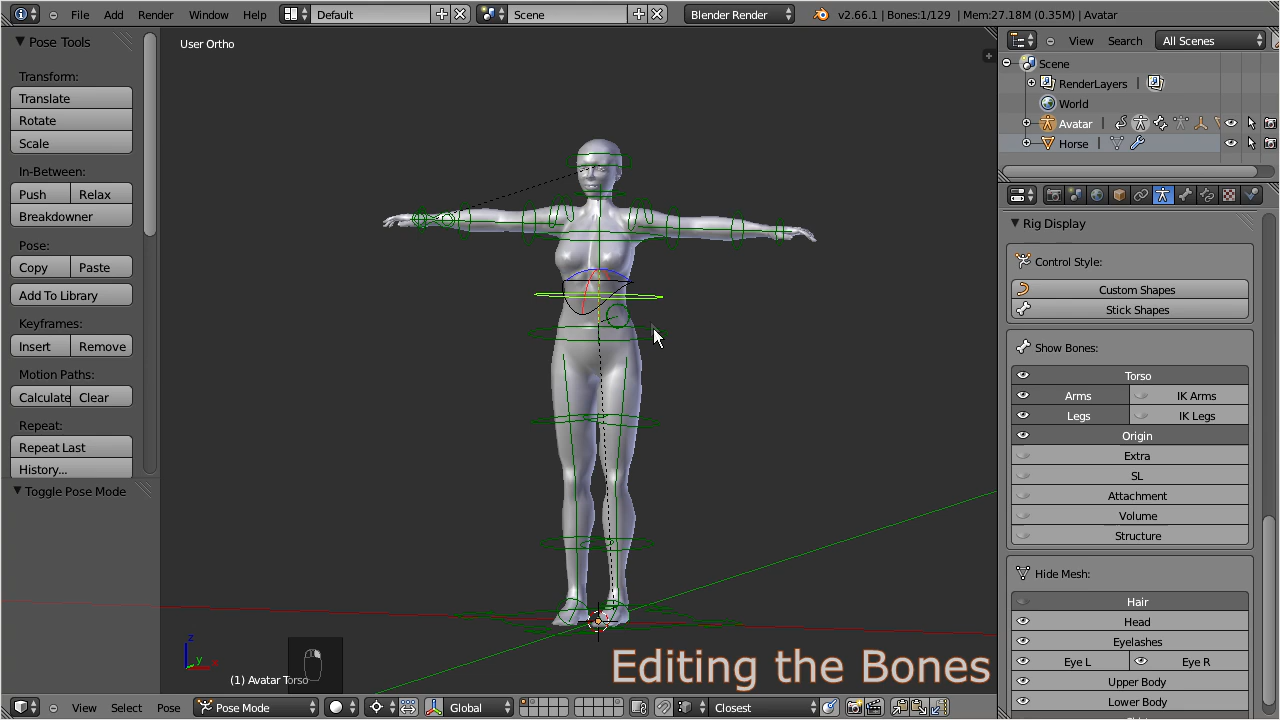 File Add Render Window Help Default Scene Blender Render v2.66.1 | Bones:1/129 | Mem:27.18M (0.35M) | Avatar
Pose Tools
User Ortho
View Search All Scenes
Scene
RenderLayers
World
Avatar
Horse
Transform:
Translate
Rotate
Scale
In-Between:
Push Relax
Breakdowner
Pose:
Copy Paste
Add To Library
Keyframes:
Insert Remove
Motion Paths:
Calculate Clear
Repeat:
Repeat Last
History...
Toggle Pose Mode
Rig Display
Control Style:
Custom Shapes
Stick Shapes
Show Bones:
Torso
Arms IK Arms
Legs IK Legs
Origin
Extra
SL
Attachment
Volume
Structure
Hide Mesh:
Hair
Head
Eyelashes
Eye L Eye R
Upper Body
Lower Body
z
y
x
(1) Avatar Torso
Editing the Bones
View Select Pose Pose Mode Global Closest